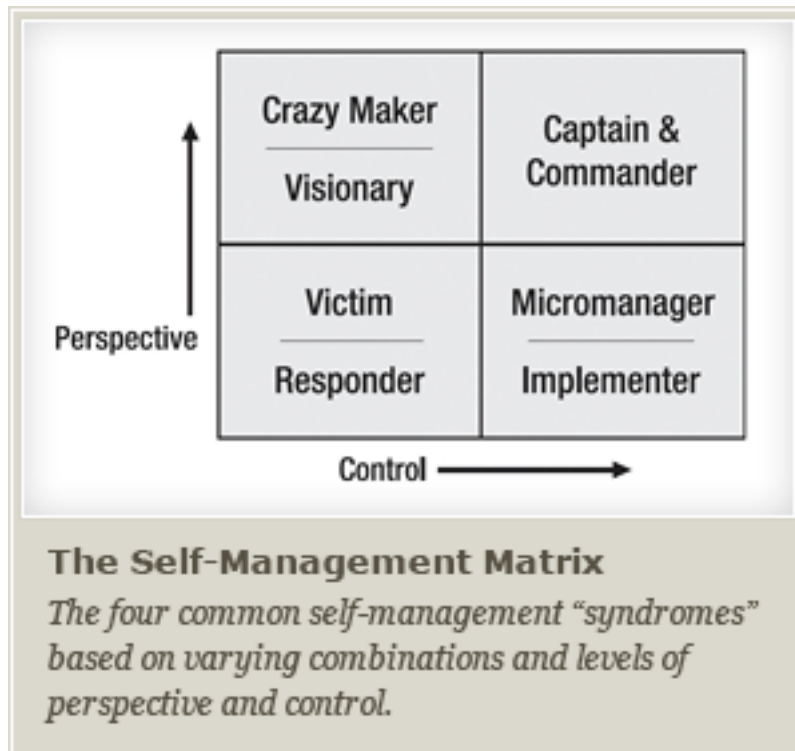 Crazy Maker
Visionary
Captain &
Commander
Victim
Responder
Micromanager
Implementer
Perspective
Control
The Self-Management Matrix
The four common self-management “syndromes”
based on varying combinations and levels of
perspective and control.